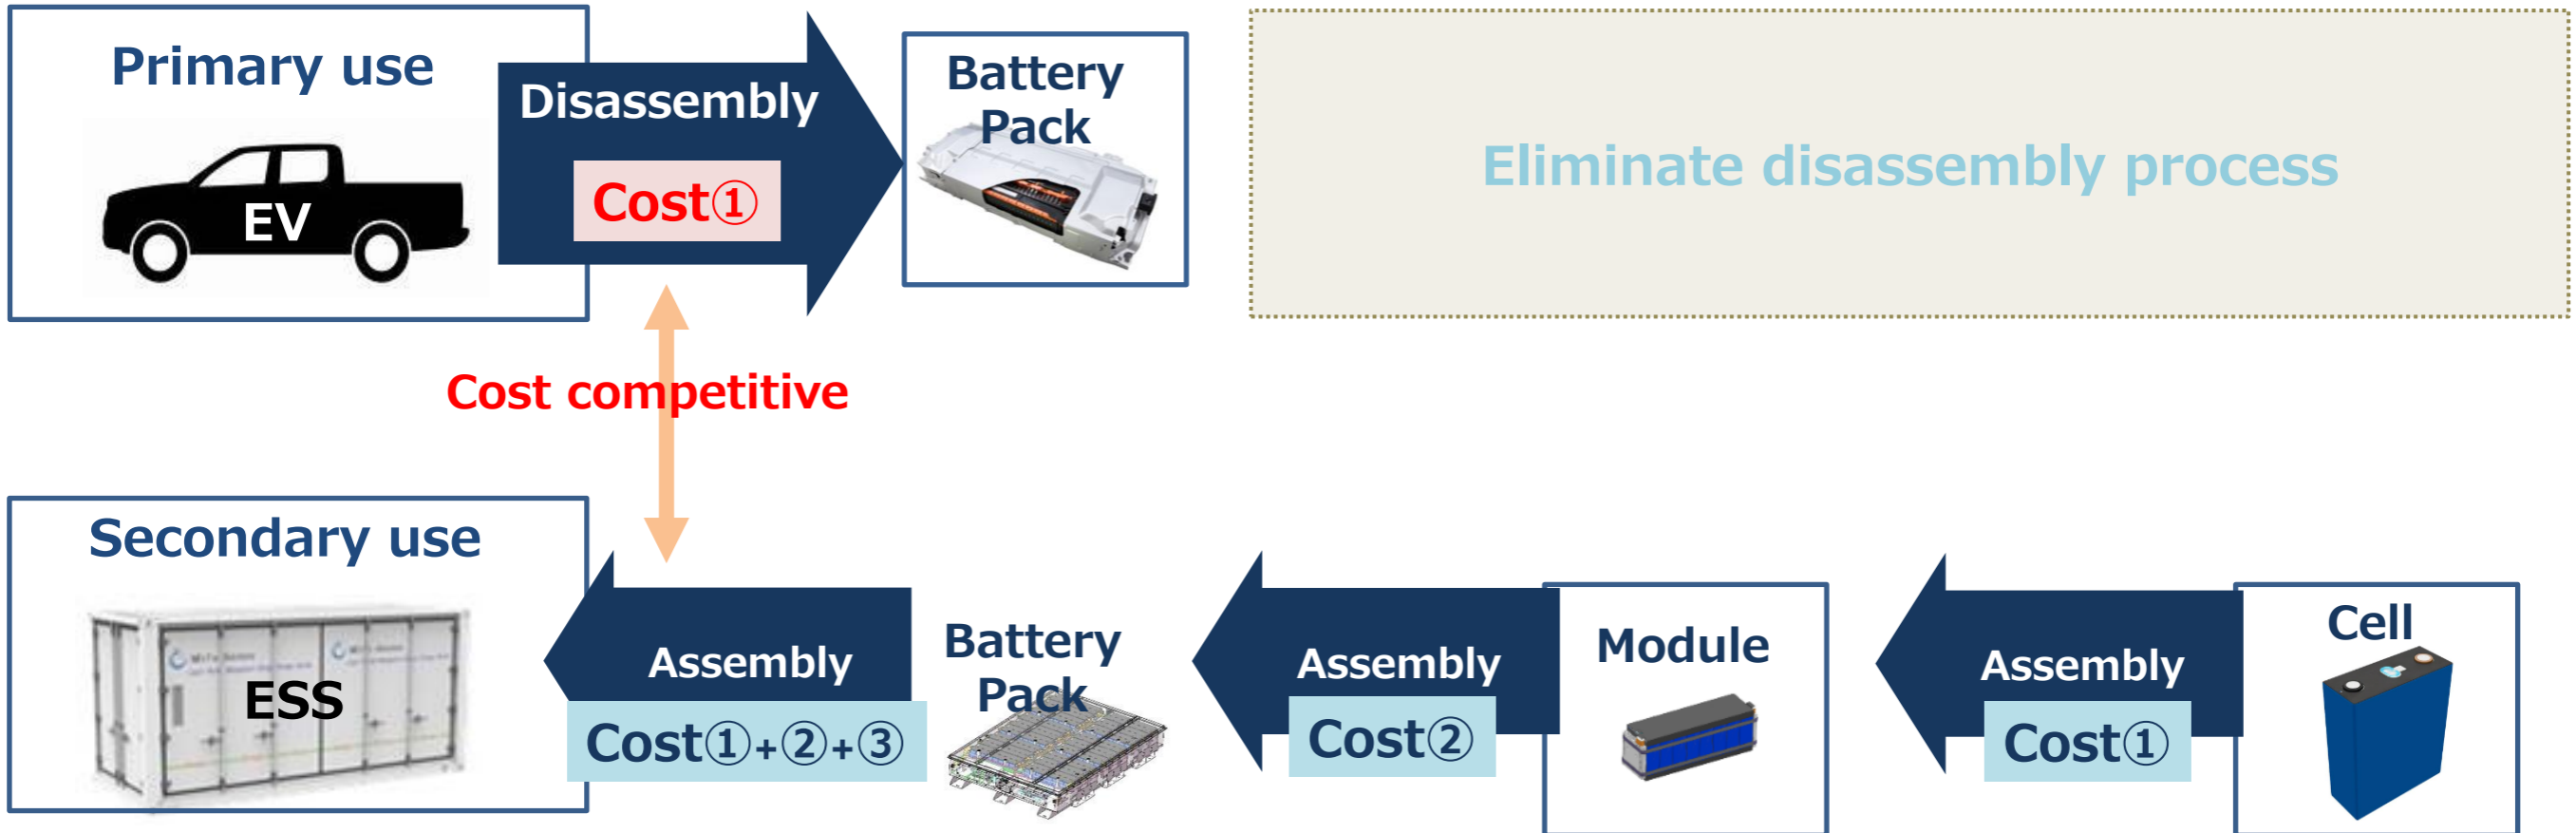 Primary use
EV
Disassembly
Cost①
Battery
Pack
Eliminate disassembly process
Cost competitive
Secondary use
ESS
Assembly
Cost①+②+③
Battery
Pack
Assembly
Cost②
Module
Assembly
Cost①
Cell